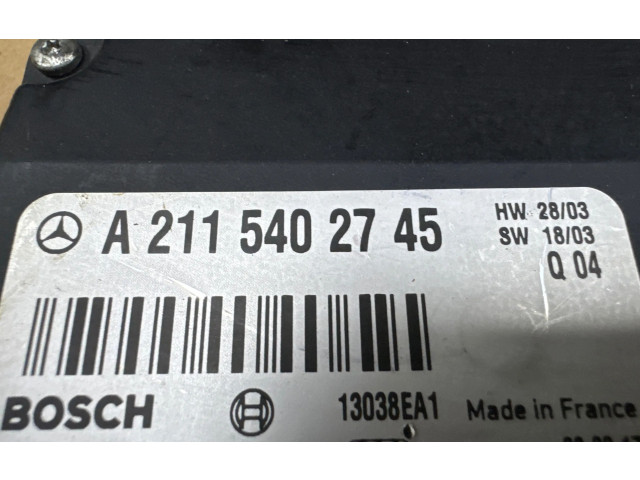 A 211 540 27 45
HW 28/03
SW 18/03
Q 04
BOSCH
13038EA1
Made in France